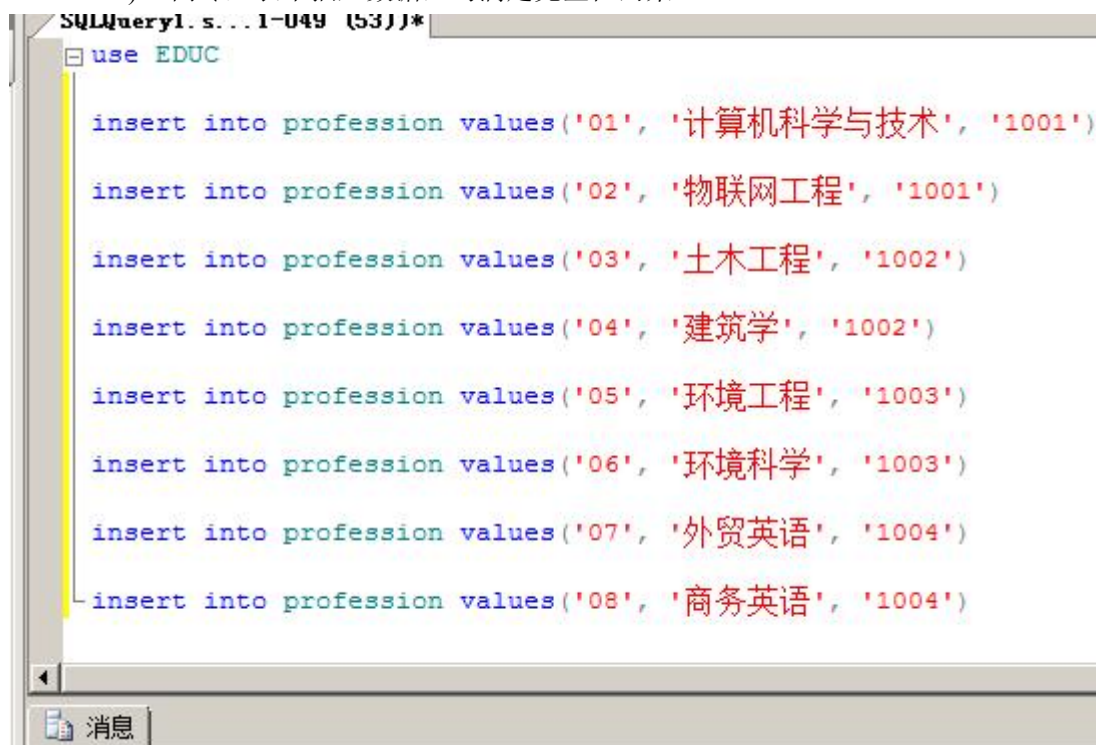 SQLQuery1.s...1-049 (53))*
use EDUC
insert into profession values('01', '计算机科学与技术', '1001')
insert into profession values('02', '物联网工程', '1001')
insert into profession values('03', '土木工程', '1002')
insert into profession values('04', '建筑学', '1002')
insert into profession values('05', '环境工程', '1003')
insert into profession values('06', '环境科学', '1003')
insert into profession values('07', '外贸英语', '1004')
insert into profession values('08', '商务英语', '1004')
消息